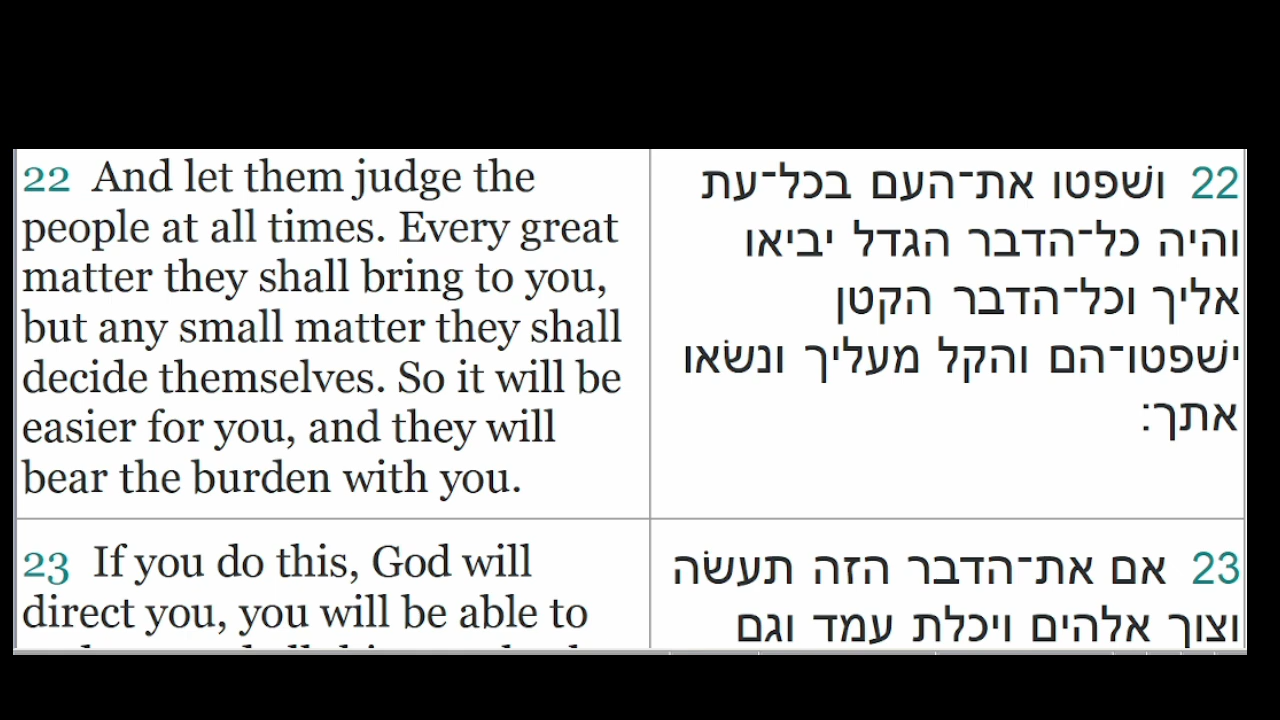 22 And let them judge the
people at all times. Every great
matter they shall bring to you,
but any small matter they shall
decide themselves. So it will be
easier for you, and they will
bear the burden with you.
22 ושׁפטו את־העם בכל־עת
והיה כל־הדבר הגדל יביאו
אליך וכל־הדבר הקטן
ישׁפטו־הם והקל מעליך ונשׂאו
אתך׃
23 If you do this, God will
direct you, you will be able to
23 אם את־הדבר הזה תעשׂה
וצוך אלהים ויכלת עמד וגם